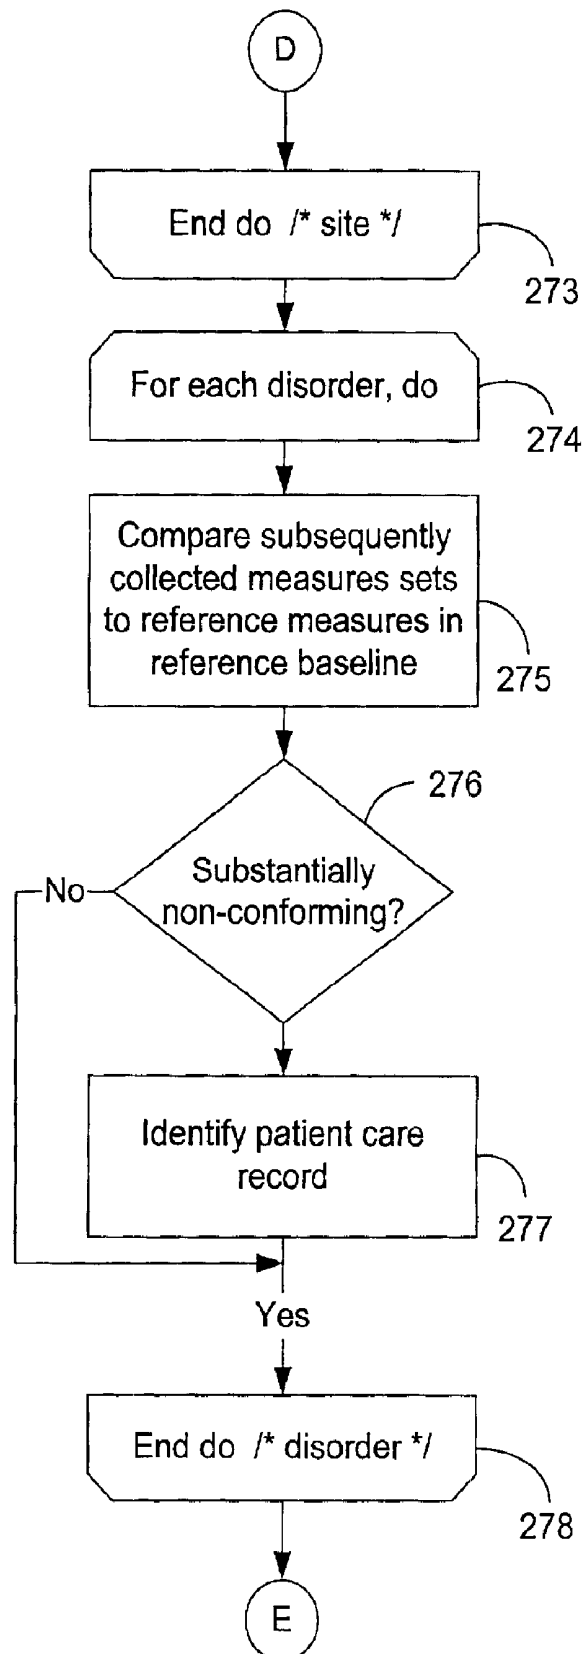 D
End do /* site */
273
For each disorder, do
274
Compare subsequently
collected measures sets
to reference measures in
reference baseline
275
276
Substantially
non-conforming?
No
Identify patient care
record
277
Yes
End do /* disorder */
278
E